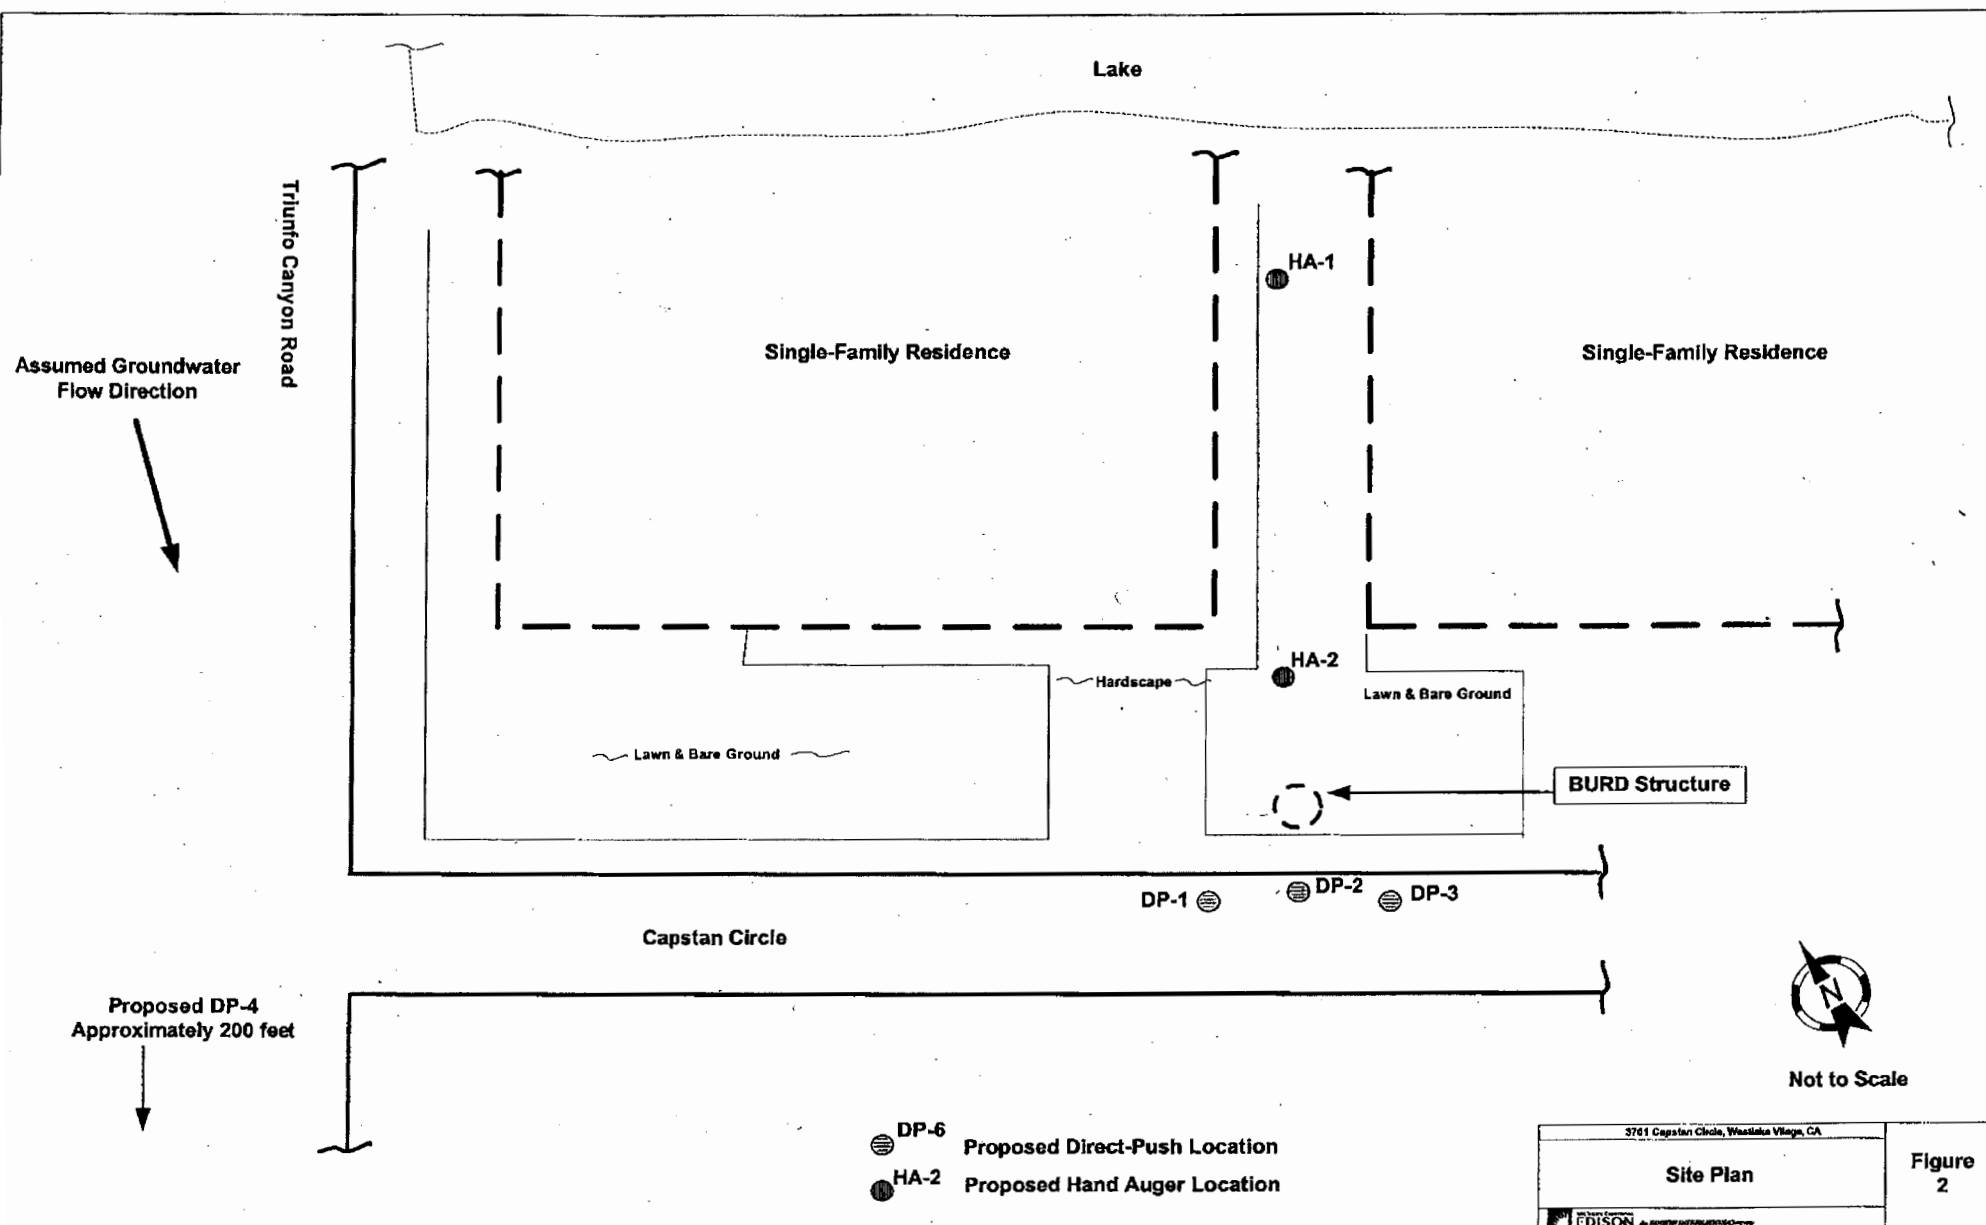 Lake
Triunfo Canyon Road
HA-1
Single-Family Residence
Single-Family Residence
Assumed Groundwater
Flow Direction
HA-2
Hardscape
Lawn & Bare Ground
Lawn & Bare Ground
BURD Structure
DP-1
DP-2
DP-3
Capstan Circle
N
Proposed DP-4
Approximately 200 feet
Not to Scale
DP-6
Proposed Direct-Push Location
HA-2
Proposed Hand Auger Location
3701 Capstan Circle, Westlake Village, CA
Site Plan
Figure
2
EDISON